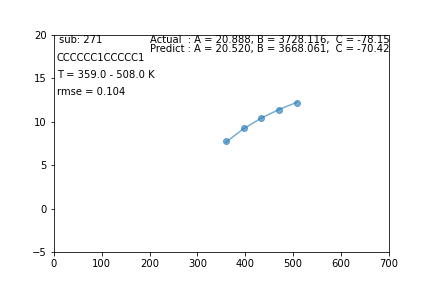 sub: 271
Actual  : A = 20.888, B = 3728.116,  C = -78.15
Predict : A = 20.520, B = 3668.061,  C = -70.42
CCCCCC1CCCCC1
T = 359.0 - 508.0 K
rmse = 0.104
20
15
10
5
0
−5
0 100 200 300 400 500 600 700